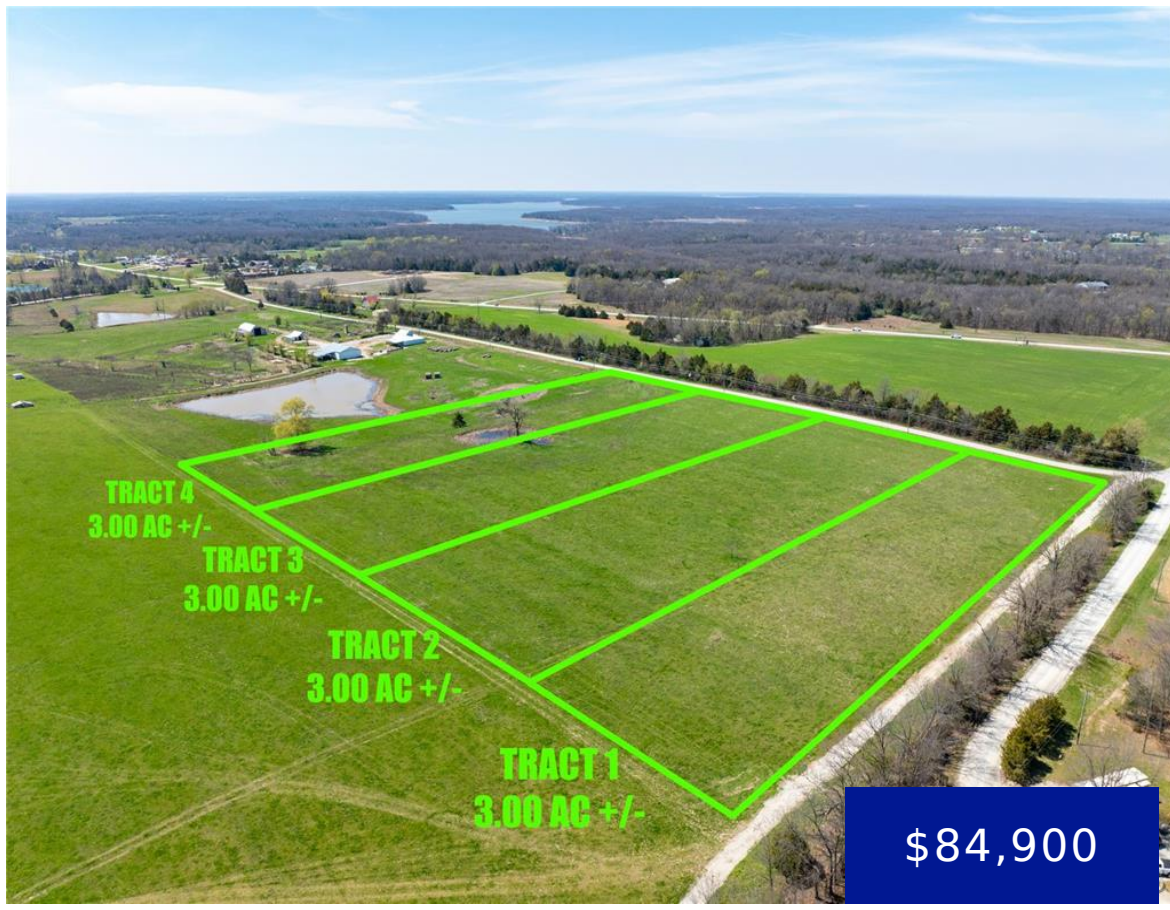 TRACT 4
3.00 AC +/-
TRACT 3
3.00 AC +/-
TRACT 2
3.00 AC +/-
TRACT 1
3.00 AC +/-
$84,900